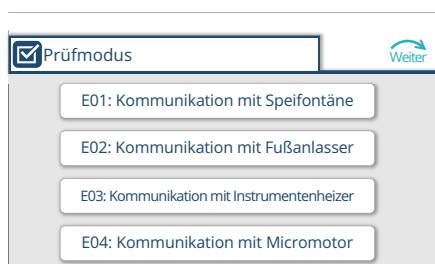 Prüfmodus
Weiter
E01: Kommunikation mit Speifontäne
E02: Kommunikation mit Fußanlasser
E03: Kommunikation mit Instrumentenheizer
E04: Kommunikation mit Micromotor